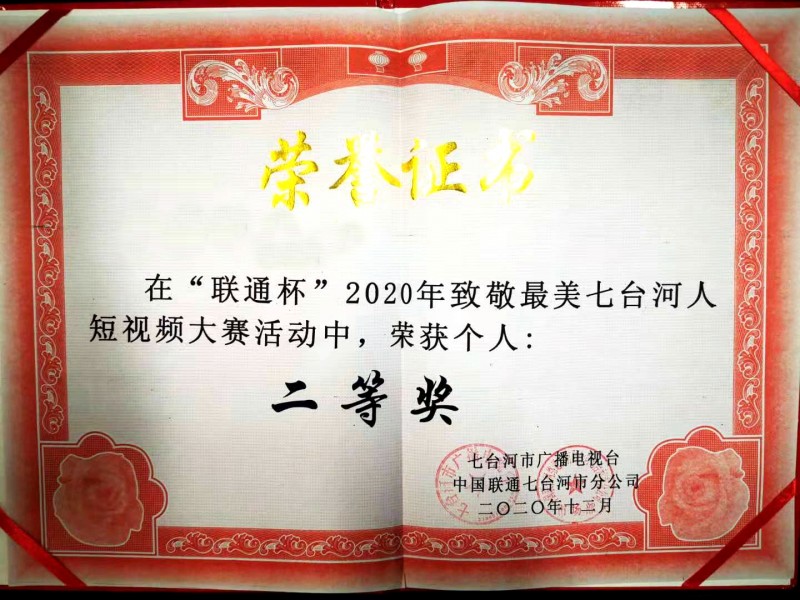 荣誉证书
在“联通杯”2020年致敬最美七台河人
短视频大赛活动中，荣获个人：
二等奖
七台河市广播电视台
中国联通七台河市分公司
二〇二〇年十二月